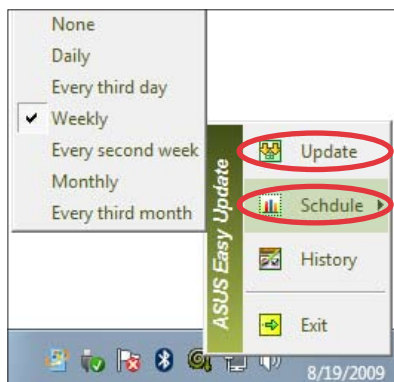 None
Daily
Every third day
Weekly
Every second week
Monthly
Every third month
ASUS Easy Update
Update
Schdule
History
Exit
8/19/2009